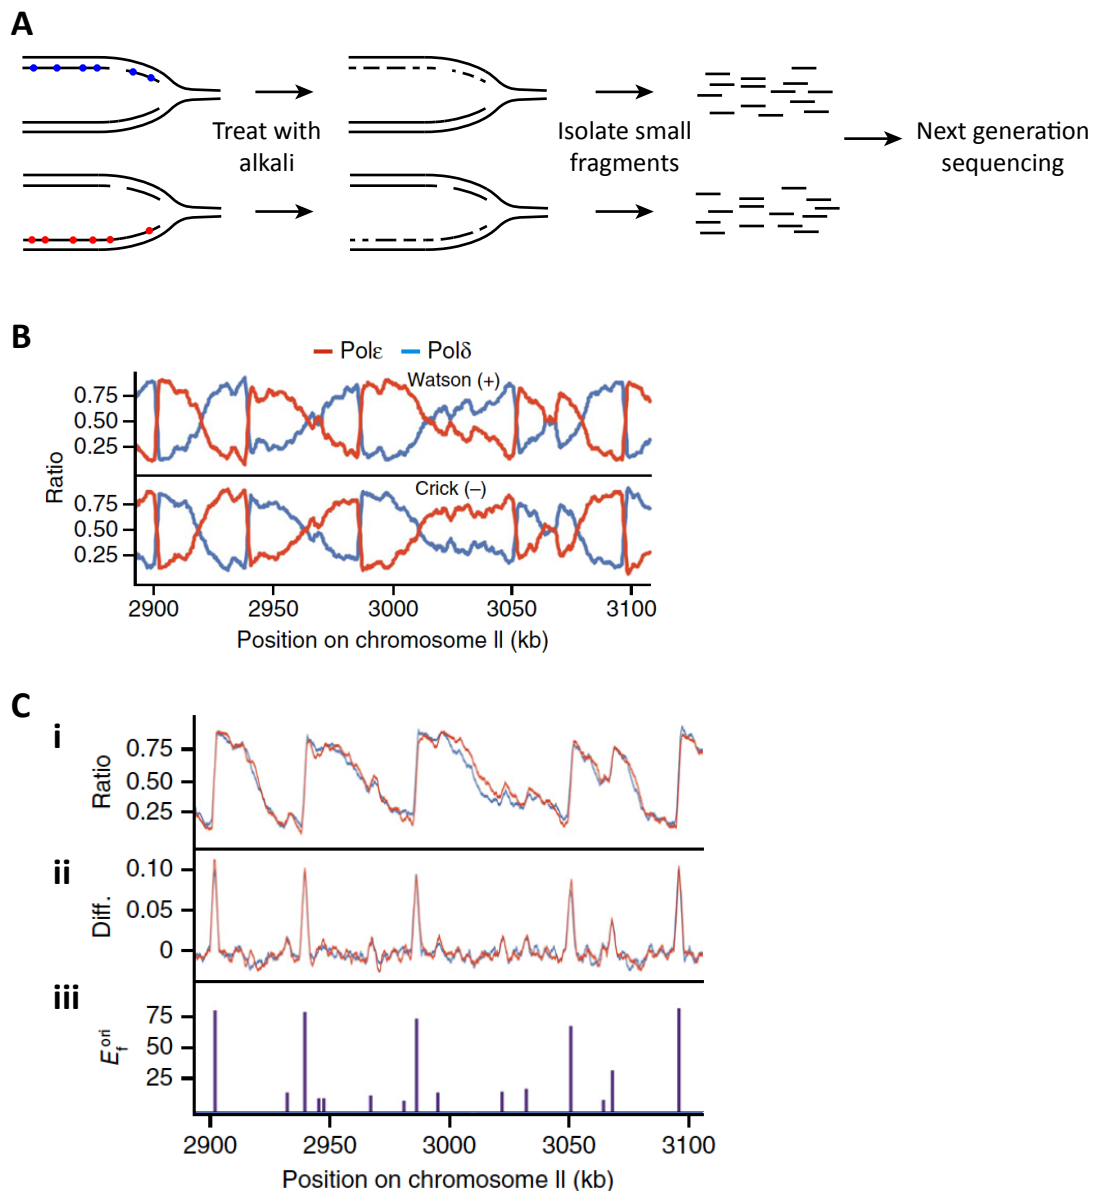 A
Treat with
alkali
Isolate small
fragments
Next generation
sequencing
B
Polε Polδ
Watson (+)
0.75
0.50
0.25
Ratio
Crick (–)
0.75
0.50
0.25
2900 2950 3000 3050 3100
Position on chromosome II (kb)
C
i
0.75
0.50
0.25
Ratio
ii
0.10
0.05
0
Diff.
iii
75
50
25
E_f^ori
2900 2950 3000 3050 3100
Position on chromosome II (kb)